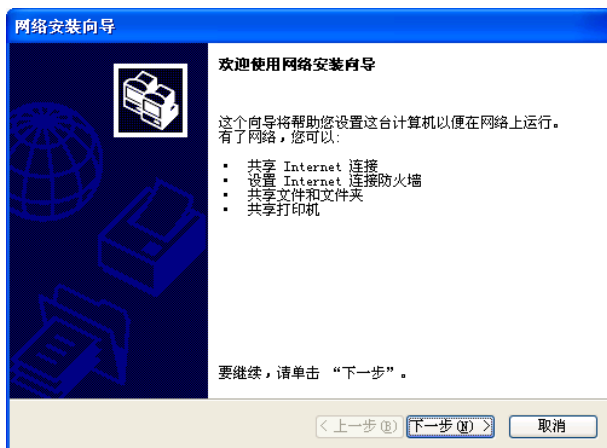 网络安装向导
欢迎使用网络安装向导
这个向导将帮助您设置这台计算机以便在网络上运行。
有了网络，您可以:
▪ 共享 Internet 连接
▪ 设置 Internet 连接防火墙
▪ 共享文件和文件夹
▪ 共享打印机
要继续，请单击 “下一步”。
< 上一步(B) 下一步(N) > 取消